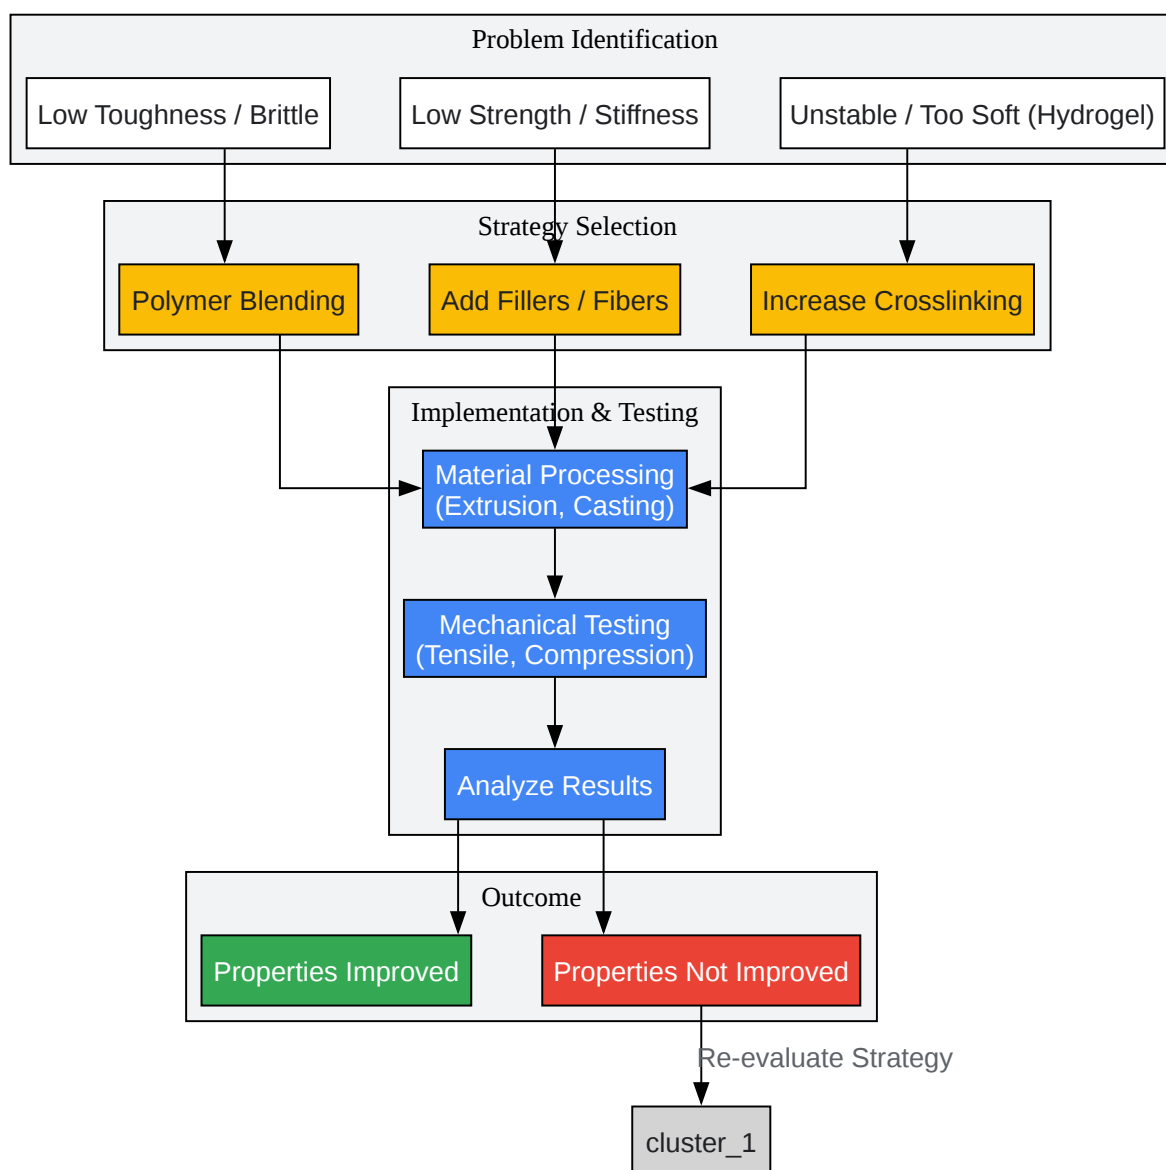 Problem Identification
Low Toughness / Brittle
Low Strength / Stiffness
Unstable / Too Soft (Hydrogel)
Strategy Selection
Polymer Blending
Add Fillers / Fibers
Increase Crosslinking
Implementation & Testing
Material Processing
(Extrusion, Casting)
Mechanical Testing
(Tensile, Compression)
Analyze Results
Outcome
Properties Improved
Properties Not Improved
Re-evaluate Strategy
cluster_1